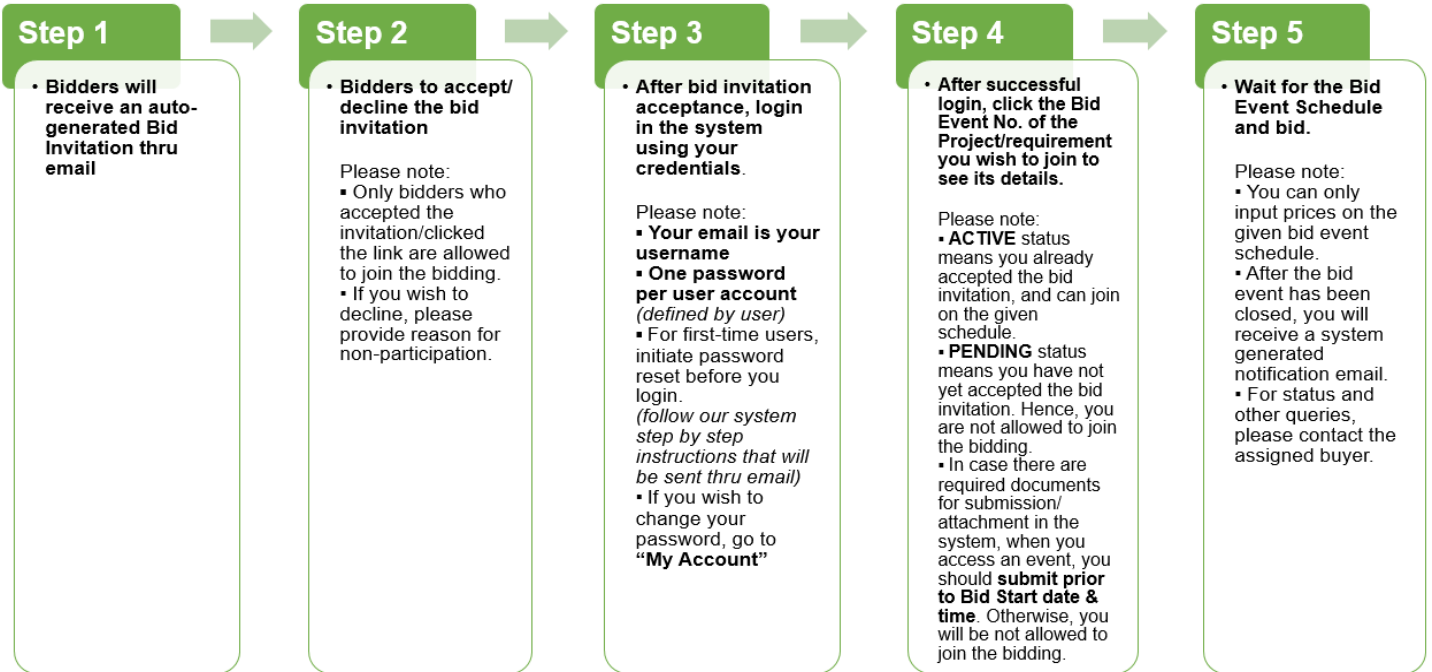 Step 1
• Bidders will
receive an auto-
generated Bid
Invitation thru
email
Step 2
• Bidders to accept/
decline the bid
invitation
Please note:
▪ Only bidders who
accepted the
invitation/clicked
the link are allowed
to join the bidding.
▪ If you wish to
decline, please
provide reason for
non-participation.
Step 3
• After bid invitation
acceptance, login
in the system
using your
credentials.
Please note:
▪ Your email is your
username
▪ One password
per user account
(defined by user)
▪ For first-time users,
initiate password
reset before you
login.
(follow our system
step by step
instructions that will
be sent thru email)
▪ If you wish to
change your
password, go to
“My Account”
Step 4
• After successful
login, click the Bid
Event No. of the
Project/requirement
you wish to join to
see its details.
Please note:
▪ ACTIVE status
means you already
accepted the bid
invitation, and can join
on the given
schedule.
▪ PENDING status
means you have not
yet accepted the bid
invitation. Hence, you
are not allowed to join
the bidding.
▪ In case there are
required documents
for submission/
attachment in the
system, when you
access an event, you
should submit prior
to Bid Start date &
time. Otherwise, you
will be not allowed to
join the bidding.
Step 5
• Wait for the Bid
Event Schedule
and bid.
Please note:
▪ You can only
input prices on the
given bid event
schedule.
▪ After the bid
event has been
closed, you will
receive a system
generated
notification email.
▪ For status and
other queries,
please contact the
assigned buyer.